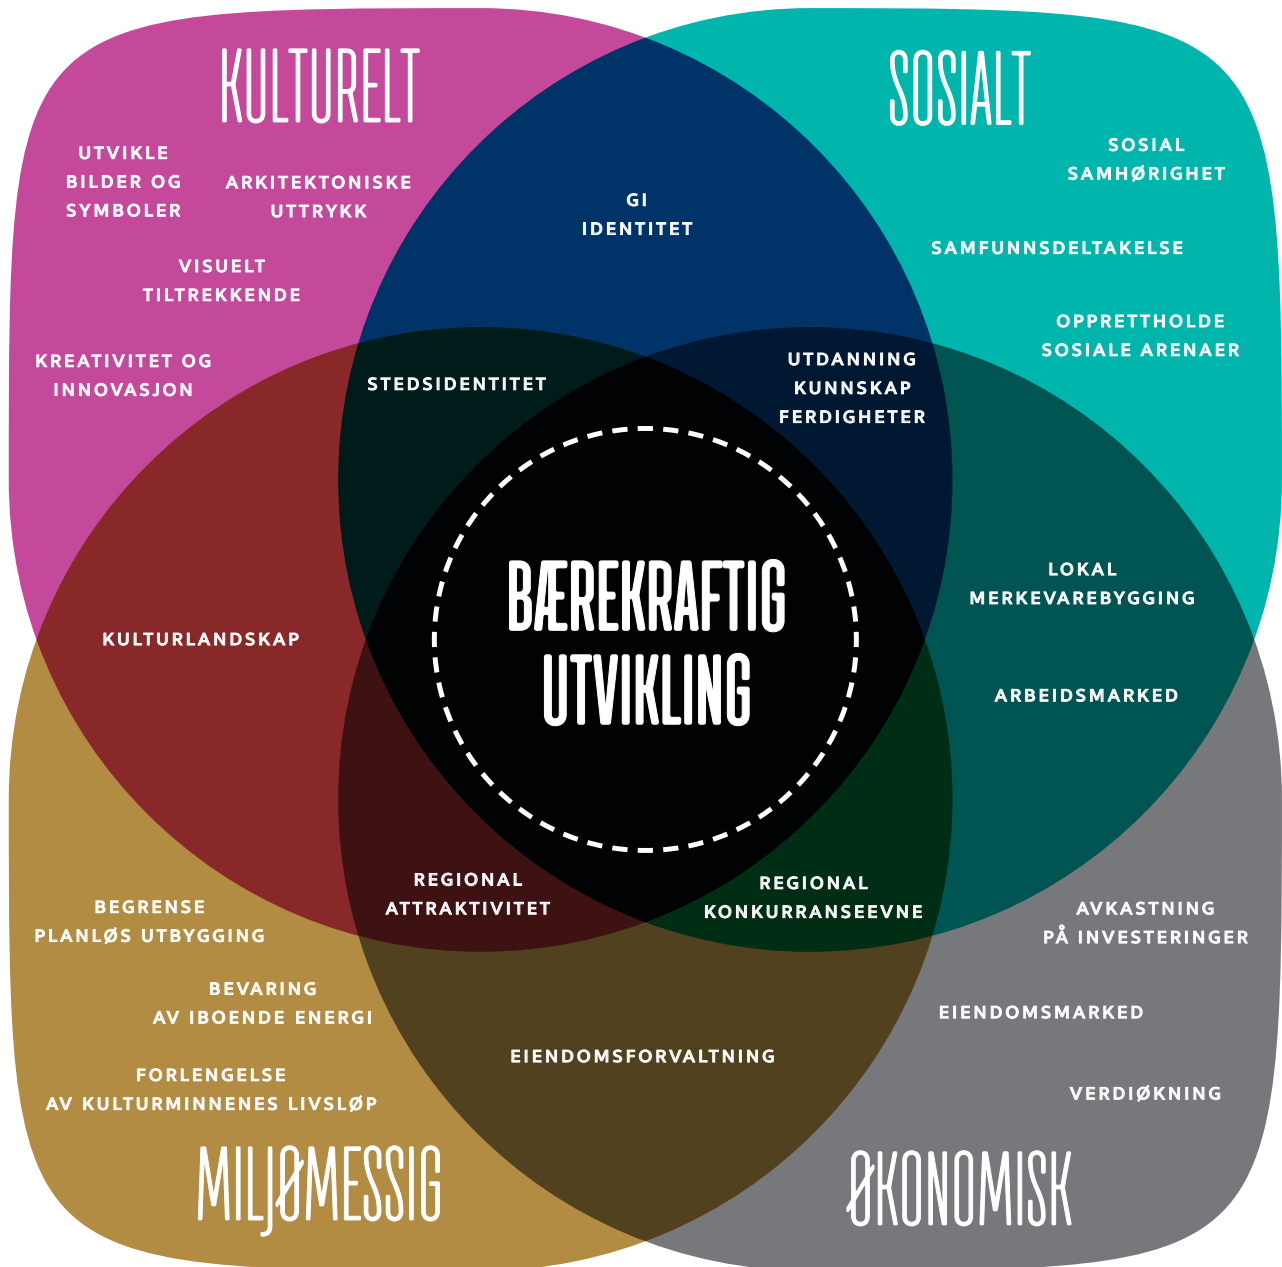 KULTURELT
UTVIKLE
BILDER OG
SYMBOLER
ARKITEKTONISKE
UTTRYKK
VISUELT
TILTREKKENDE
KREATIVITET OG
INNOVASJON
GI
IDENTITET
SOSIALT
SOSIAL
SAMHØRIGHET
SAMFUNNSDELTAKELSE
OPPRETTHOLDE
SOSIALE ARENAER
STEDSIDENTITET
UTDANNING
KUNNSKAP
FERDIGHETER
KULTURLANDSKAP
BÆREKRAFTIG
UTVIKLING
LOKAL
MERKEVAREBYGGING
ARBEIDSMARKED
REGIONAL
ATTRAKTIVITET
REGIONAL
KONKURRANSEEVNE
BEGRENSE
PLANLØS UTBYGGING
BEVARING
AV IBOENDE ENERGI
FORLENGELSE
AV KULTURMINNENES LIVSLØP
MILJØMESSIG
EIENDOMSFORVALTNING
AVKASTNING
PÅ INVESTERINGER
EIENDOMSMARKED
VERDIØKNING
ØKONOMISK